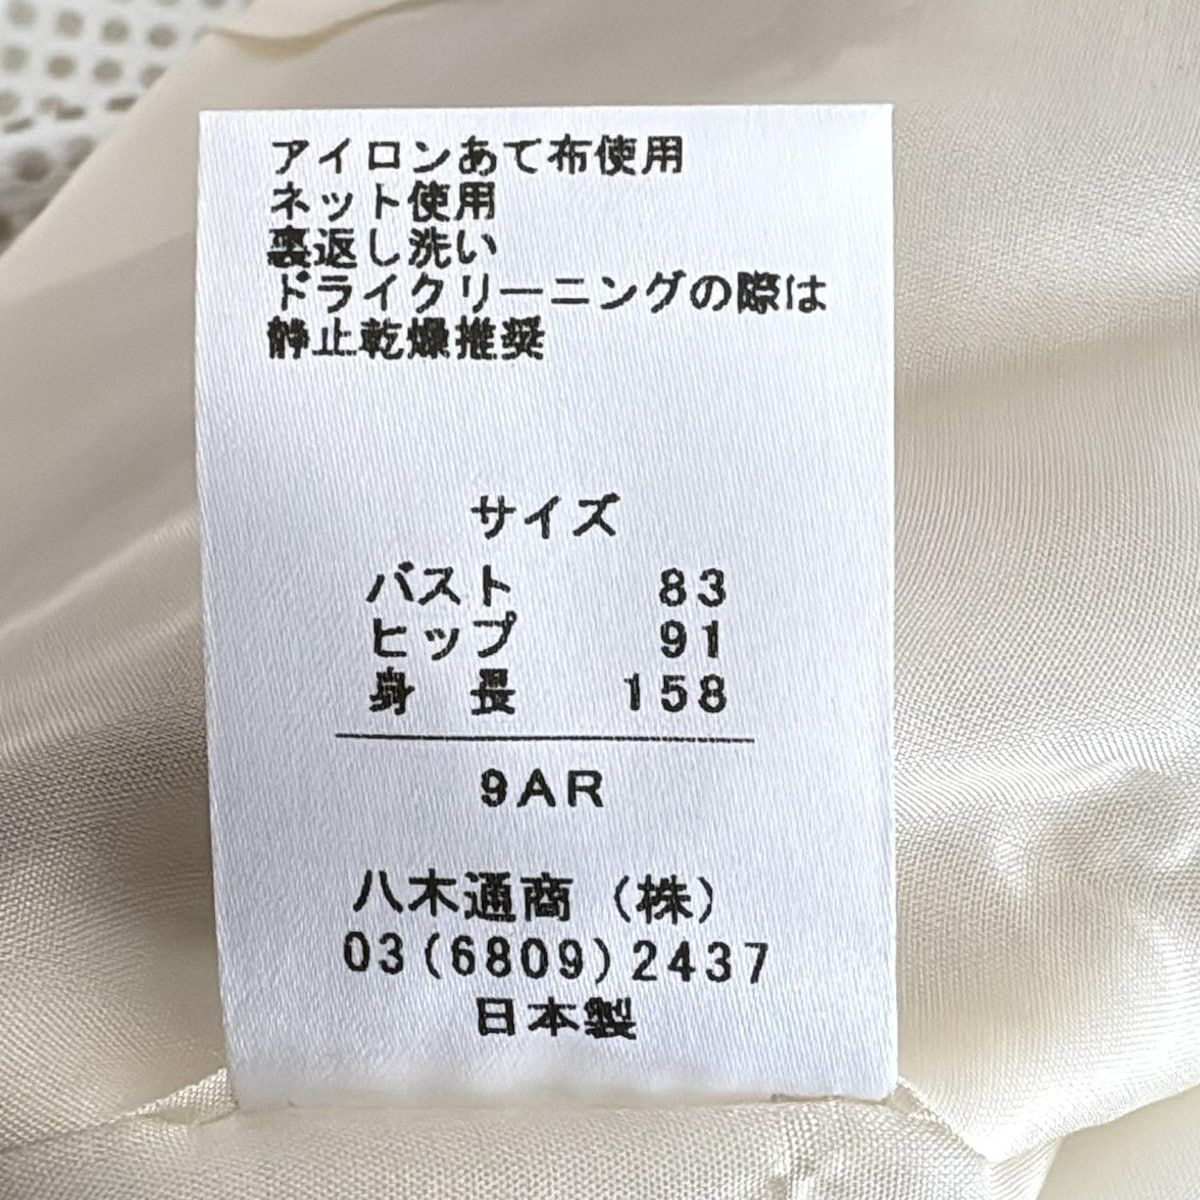 アイロンあて布使用
ネット使用
裏返し洗い
ドライクリーニングの際は
静止乾燥推奨
サイズ
バスト 83
ヒップ 91
身 長 158
9AR
八木通商（株）
03(6809)2437
日本製